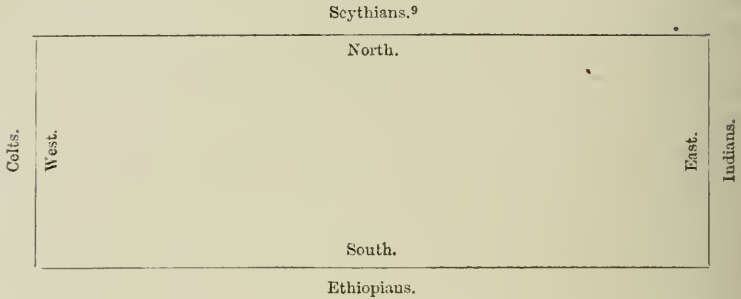 Scythians.⁹
North.
Celts.
West.
East.
Indians.
South.
Ethiopians.